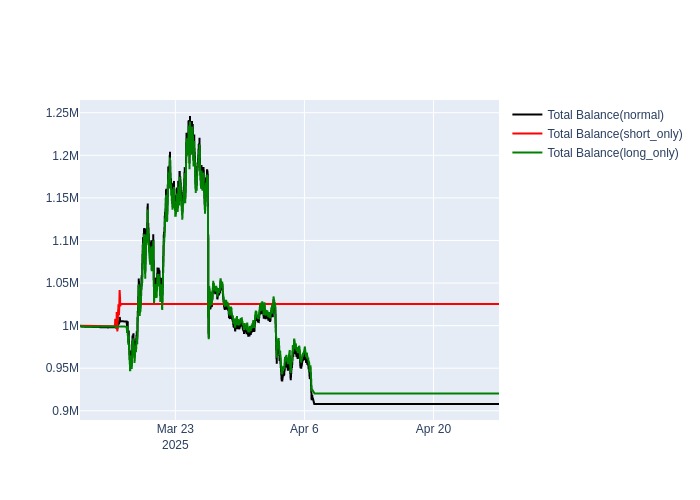 1.25M
1.2M
1.15M
1.1M
1.05M
1M
0.95M
0.9M
Mar 23
2025
Apr 6
Apr 20
Total Balance(normal)
Total Balance(short_only)
Total Balance(long_only)